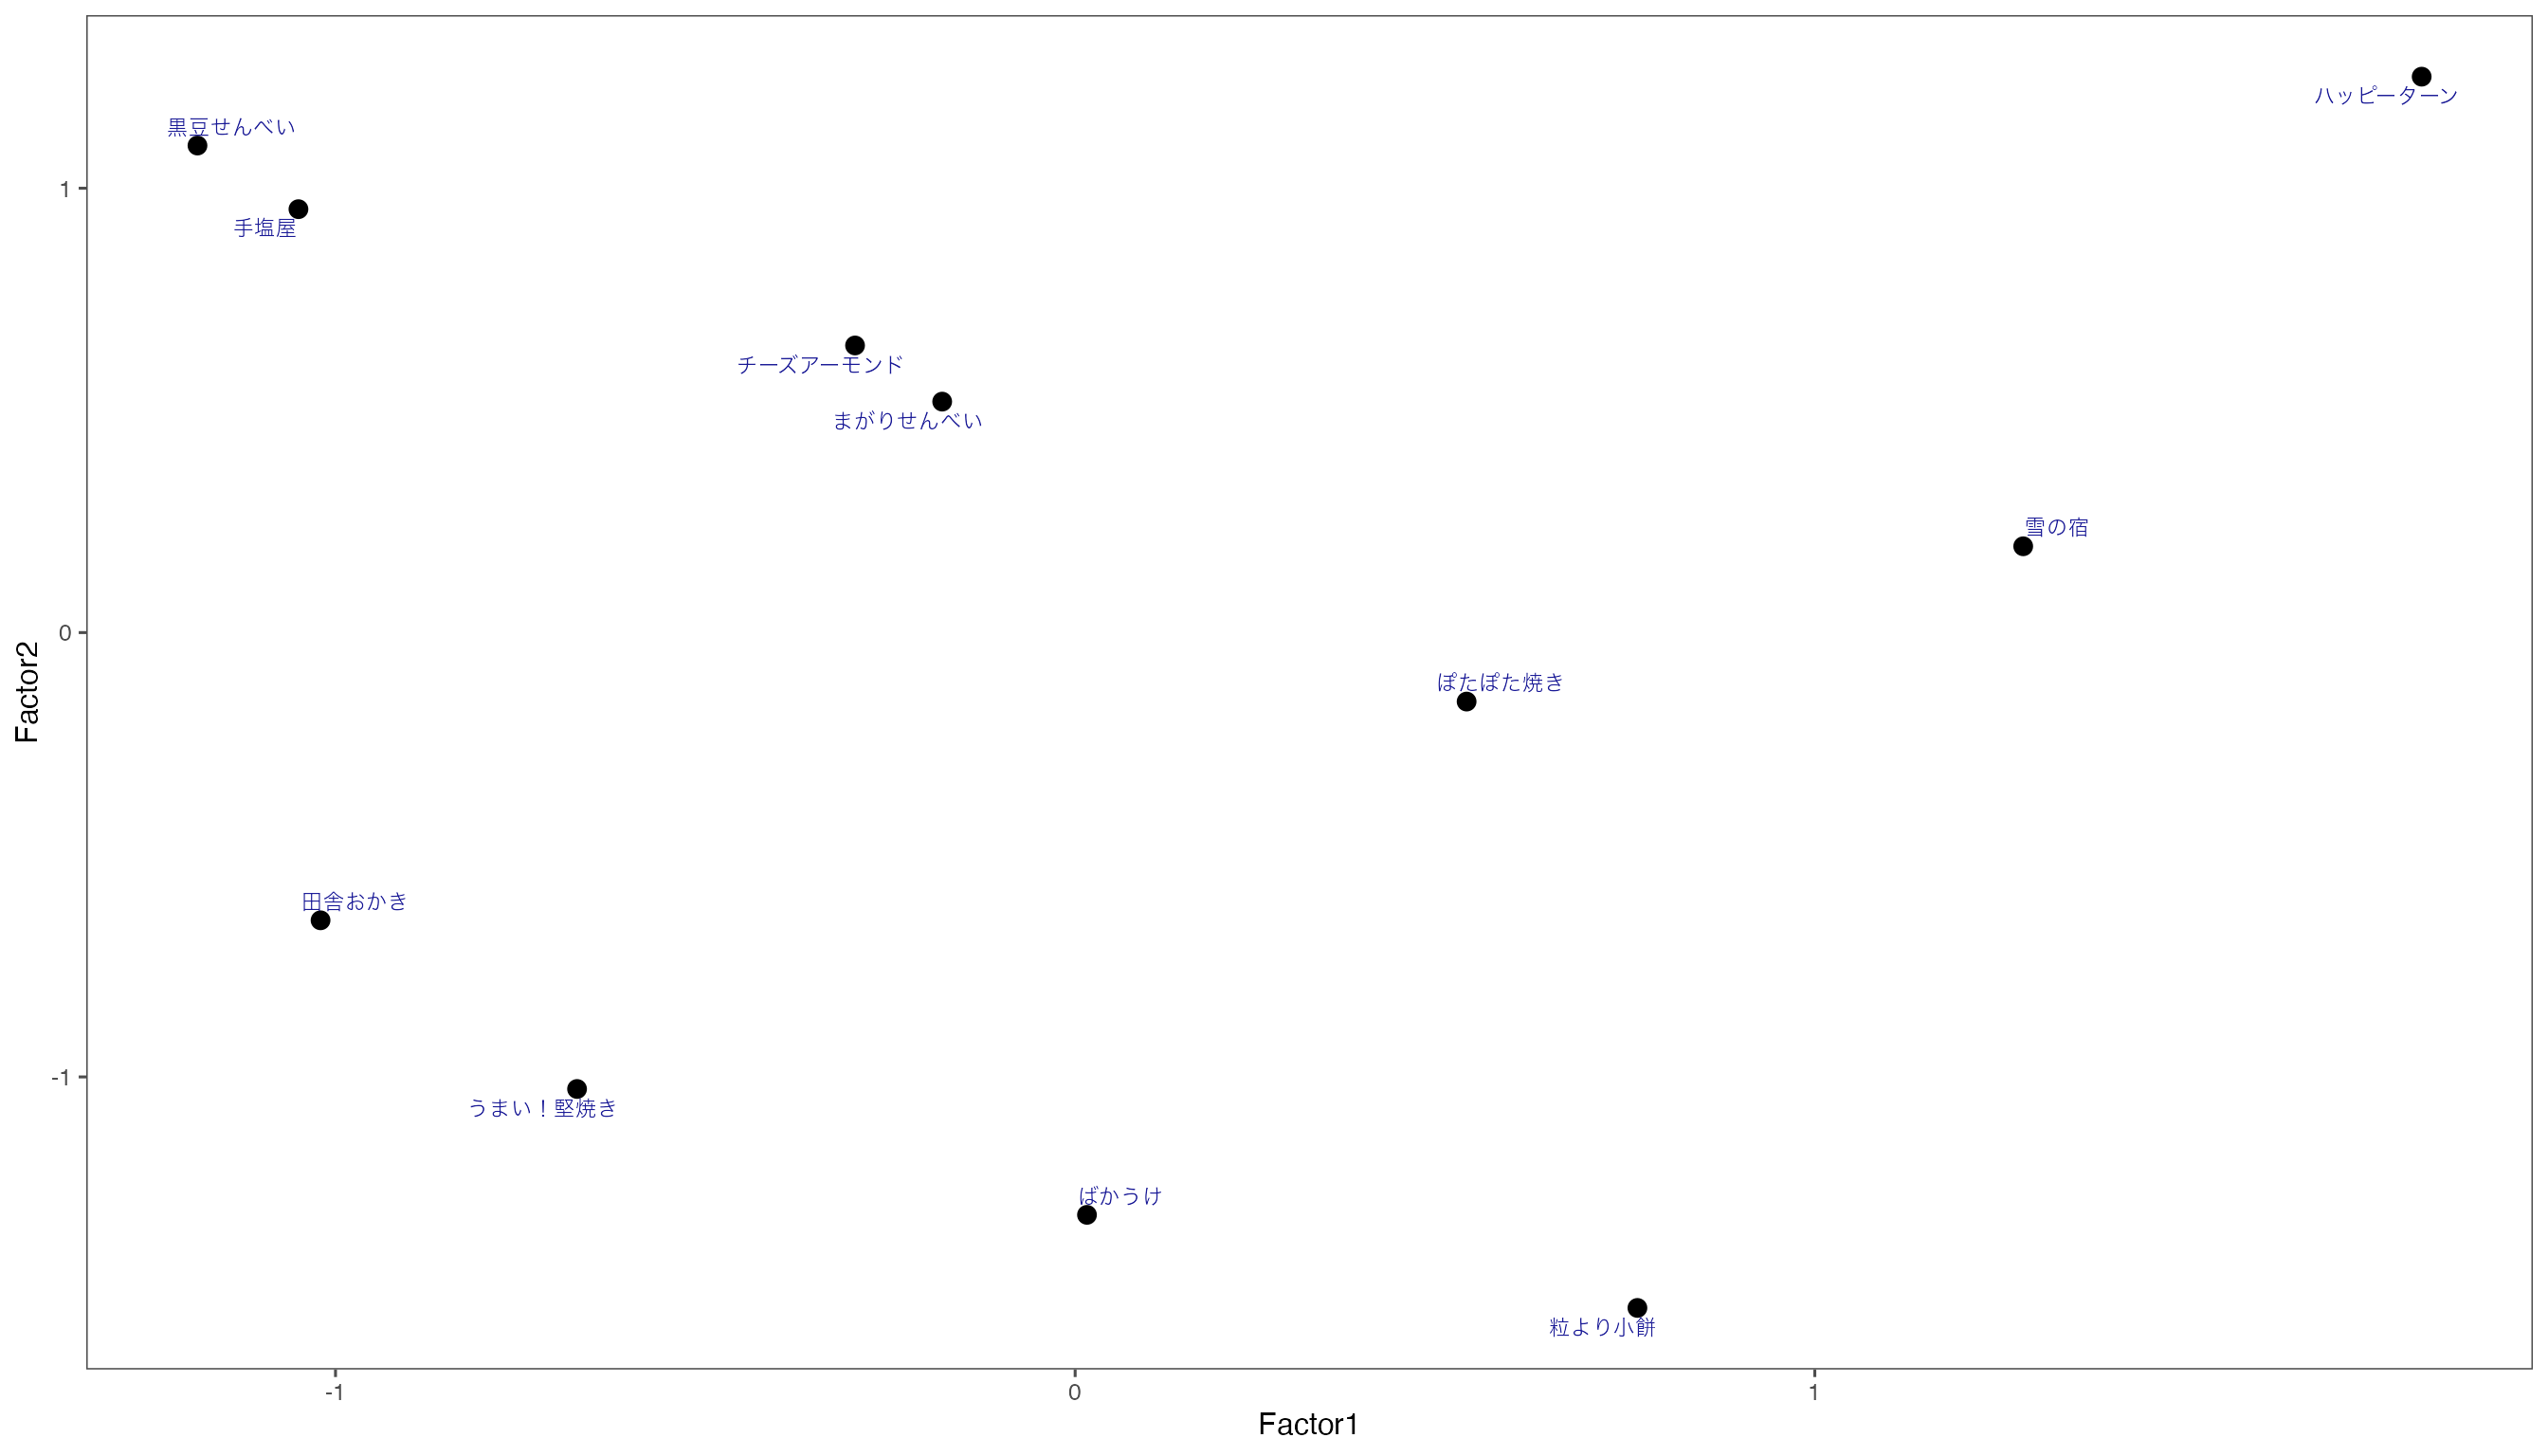 ハッピーターン
黒豆せんべい
1
手塩屋
チーズアーモンド
まがりせんべい
雪の宿
0
ぽたぽた焼き
Factor2
田舎おかき
-1
うまい！堅焼き
ばかうけ
粒より小餅
-1
0
1
Factor1